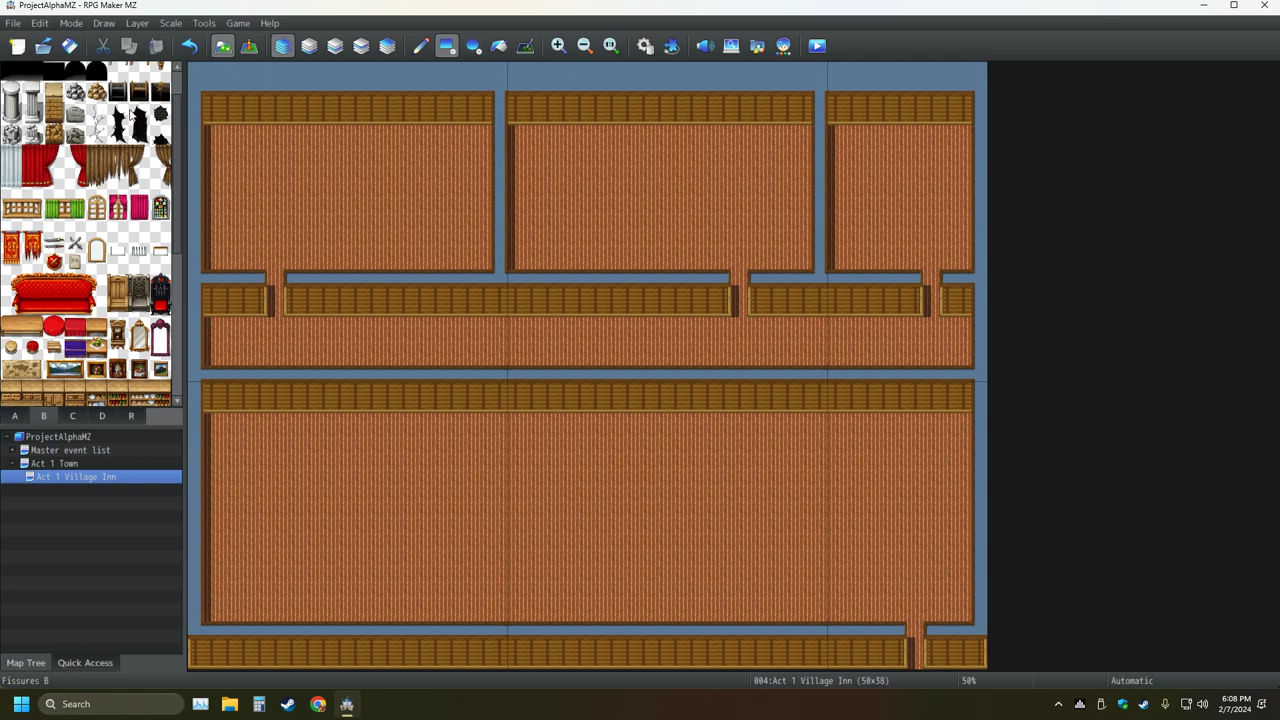 ProjectAlphaMZ - RPG Maker MZ
File Edit Mode Draw Layer Scale Tools Game Help
A B C D R
ProjectAlphaMZ
Master event list
Act 1 Town
Act 1 Village Inn
Map Tree Quick Access
Fissures B 004:Act 1 Village Inn (50x38) 50% Automatic
Search
6:08 PM
2/7/2024